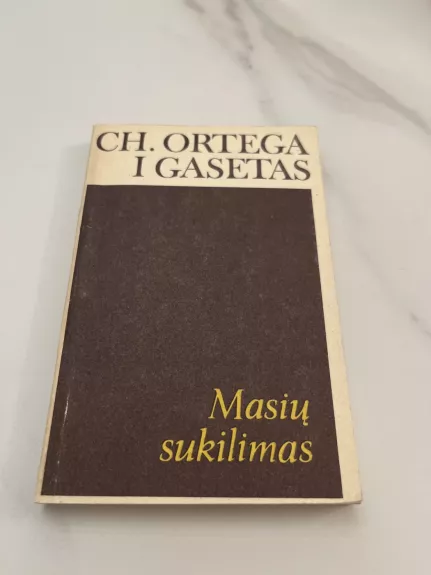 CH. ORTEGA
I GASETAS
Masių
sukilimas